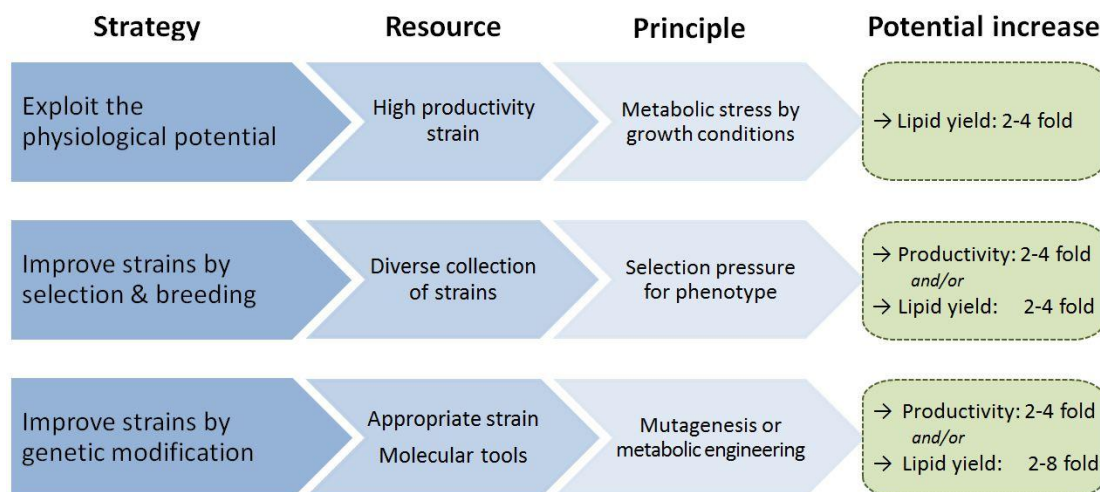 Strategy
Resource
Principle
Potential increase
Exploit the
physiological potential
High productivity
strain
Metabolic stress by
growth conditions
→ Lipid yield: 2-4 fold
Improve strains by
selection & breeding
Diverse collection
of strains
Selection pressure
for phenotype
→ Productivity: 2-4 fold
and/or
→ Lipid yield: 2-4 fold
Improve strains by
genetic modification
Appropriate strain
Molecular tools
Mutagenesis or
metabolic engineering
→ Productivity: 2-4 fold
and/or
→ Lipid yield: 2-8 fold